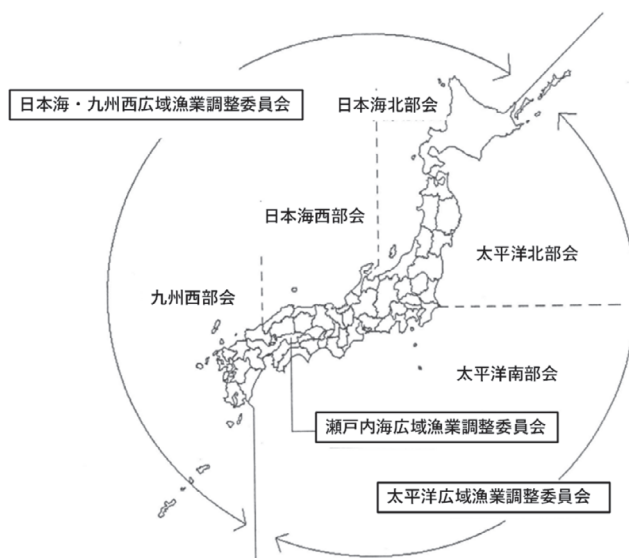 日本海・九州西広域漁業調整委員会
日本海北部会
日本海西部会
太平洋北部会
九州西部会
太平洋南部会
瀬戸内海広域漁業調整委員会
太平洋広域漁業調整委員会